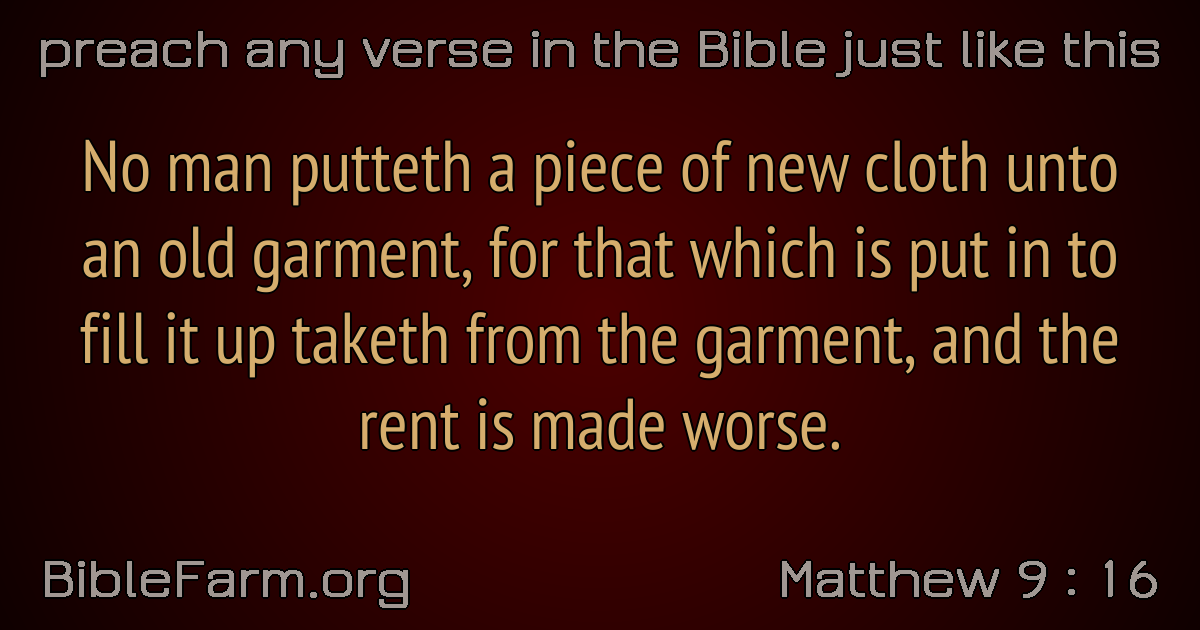 preach any verse in the Bible just like this
No man putteth a piece of new cloth unto
an old garment, for that which is put in to
fill it up taketh from the garment, and the
rent is made worse.
BibleFarm.org
Matthew 9 : 16